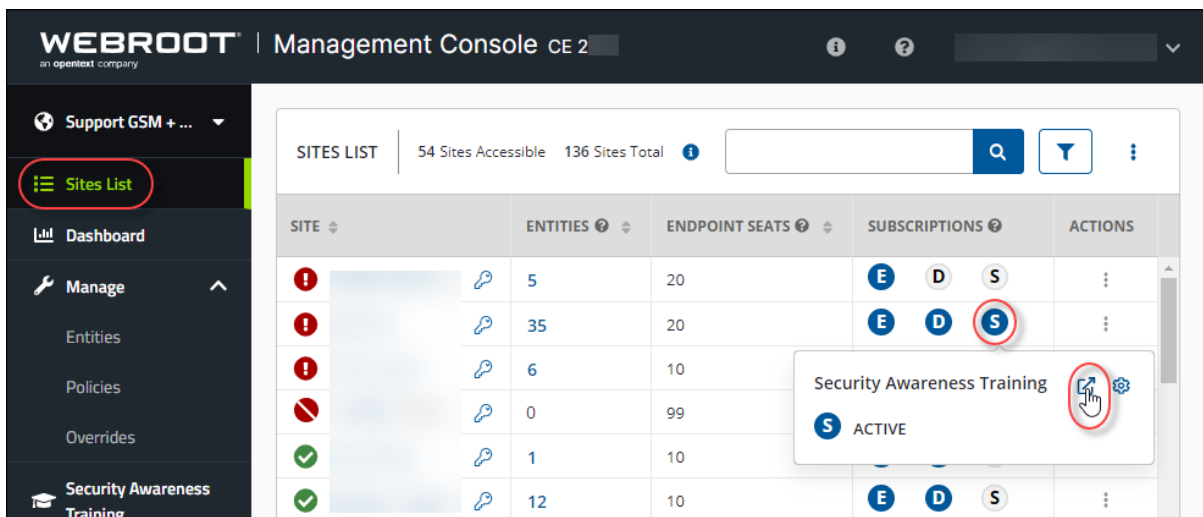 WEBROOT | Management Console CE 2
an opentext company
Support GSM + ...
SITES LIST 54 Sites Accessible 136 Sites Total
Sites List
SITE ENTITIES ENDPOINT SEATS SUBSCRIPTIONS ACTIONS
Dashboard
5 20 E D S
Manage
35 20 E D S
Entities
6 10
Security Awareness Training
Policies
0 99
S ACTIVE
Overrides
1 10
Security Awareness
Training
12 10 E D S